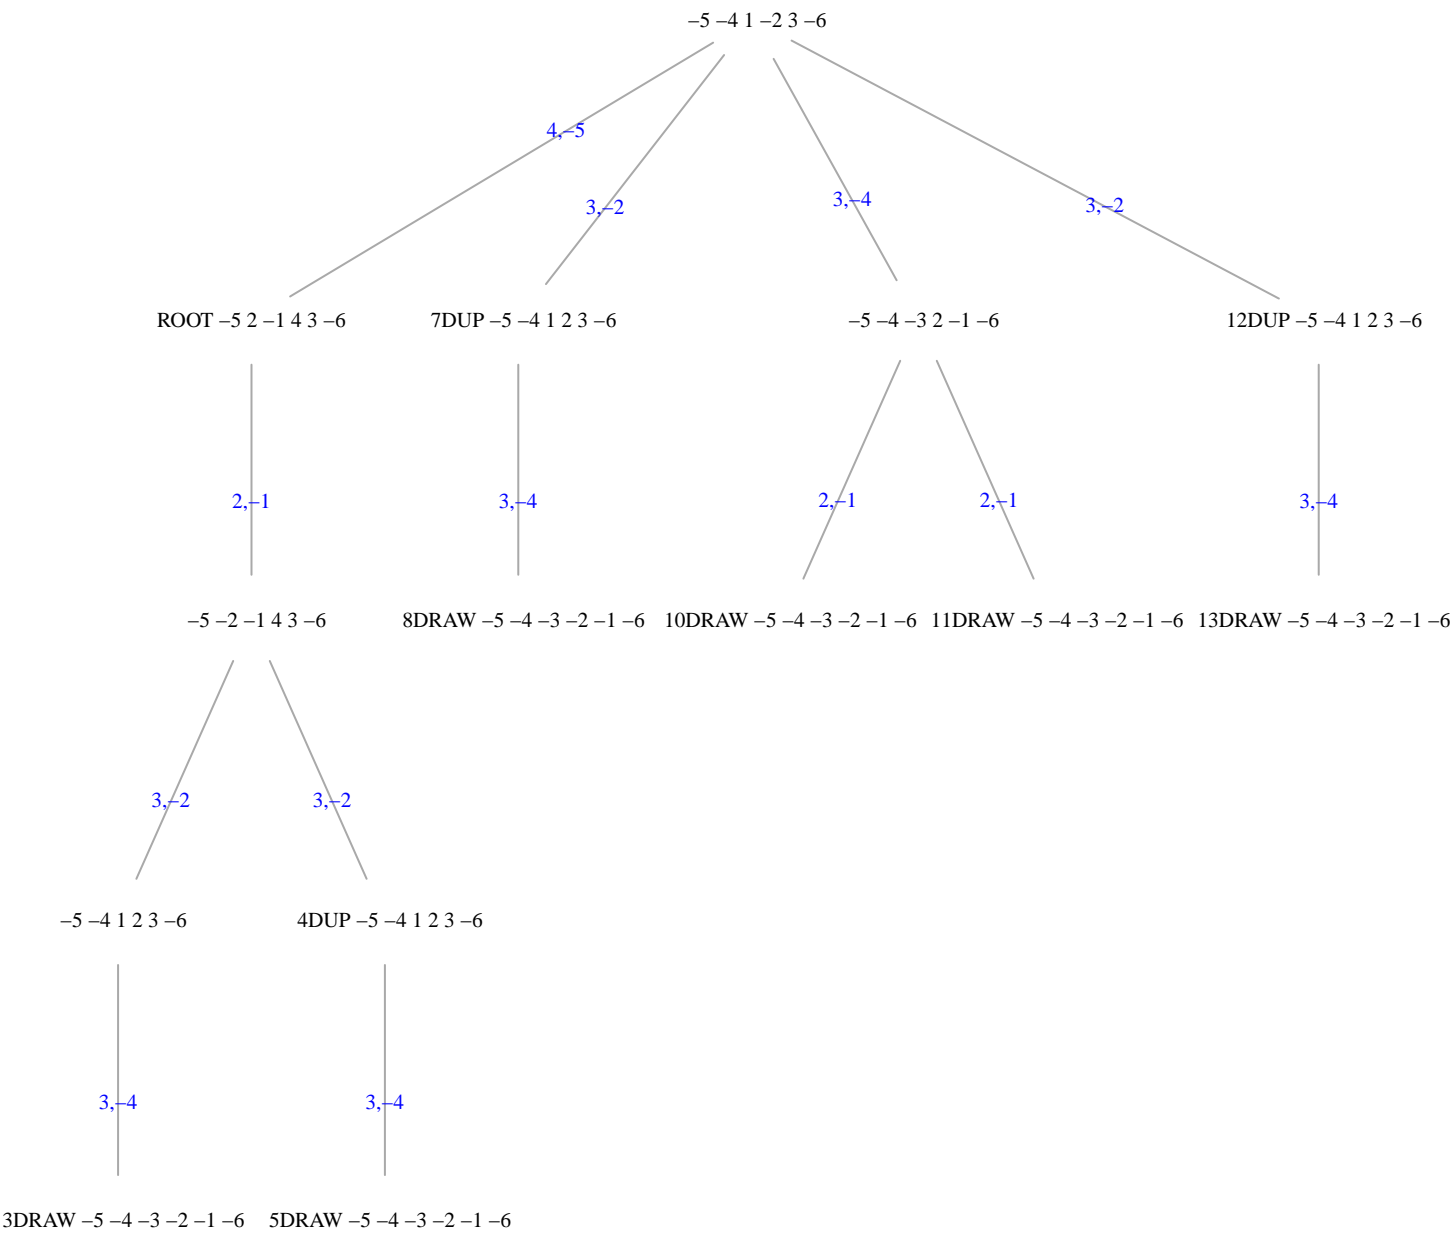 –5 –4 1 –2 3 –6
4,–5
3,–2
3,–4
3,–2
ROOT –5 2 –1 4 3 –6
7DUP –5 –4 1 2 3 –6
–5 –4 –3 2 –1 –6
12DUP –5 –4 1 2 3 –6
2,–1
3,–4
2,–1
2,–1
3,–4
–5 –2 –1 4 3 –6
8DRAW –5 –4 –3 –2 –1 –6
10DRAW –5 –4 –3 –2 –1 –6
11DRAW –5 –4 –3 –2 –1 –6
13DRAW –5 –4 –3 –2 –1 –6
3,–2
3,–2
–5 –4 1 2 3 –6
4DUP –5 –4 1 2 3 –6
3,–4
3,–4
3DRAW –5 –4 –3 –2 –1 –6
5DRAW –5 –4 –3 –2 –1 –6